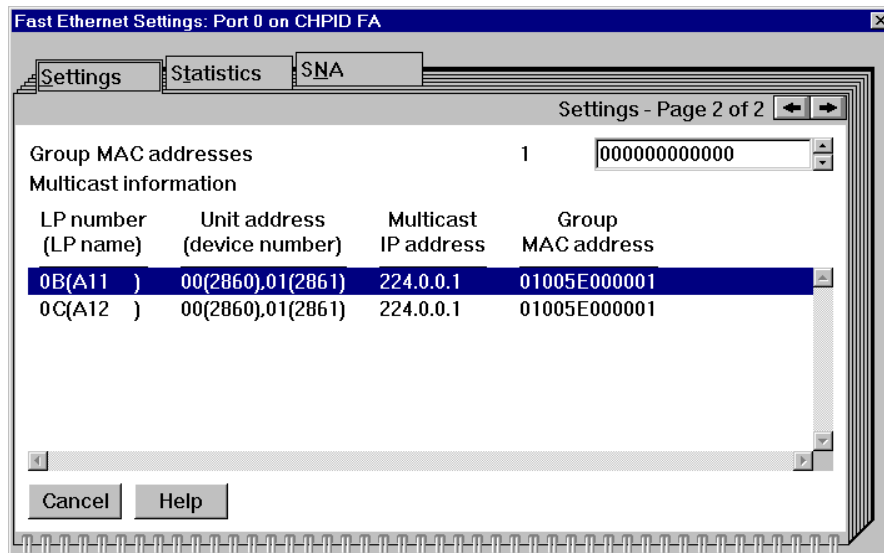 Fast Ethernet Settings: Port 0 on CHPID FA
Settings Statistics SNA
Settings - Page 2 of 2
Group MAC addresses 1 000000000000
Multicast information
LP number Unit address Multicast Group
(LP name) (device number) IP address MAC address
0B(A11 ) 00(2860),01(2861) 224.0.0.1 01005E000001
0C(A12 ) 00(2860),01(2861) 224.0.0.1 01005E000001
Cancel Help